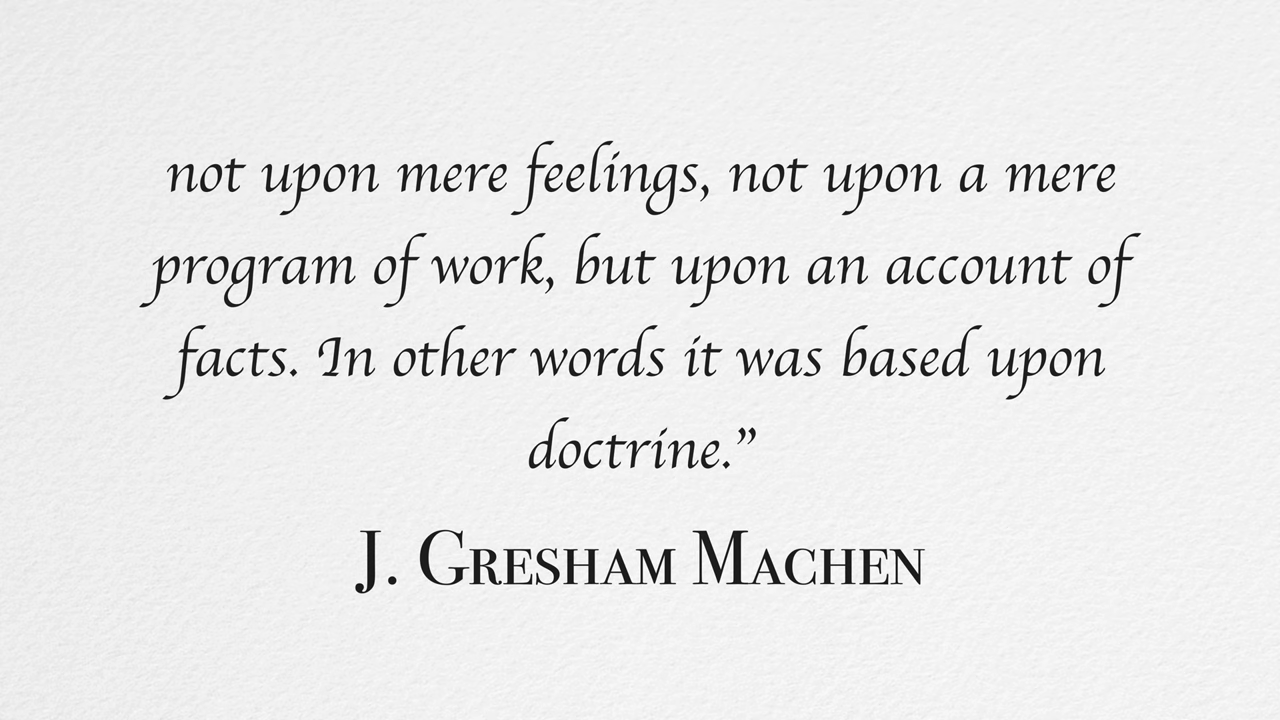 not upon mere feelings, not upon a mere
program of work, but upon an account of
facts. In other words it was based upon
doctrine.”
J. Gresham Machen